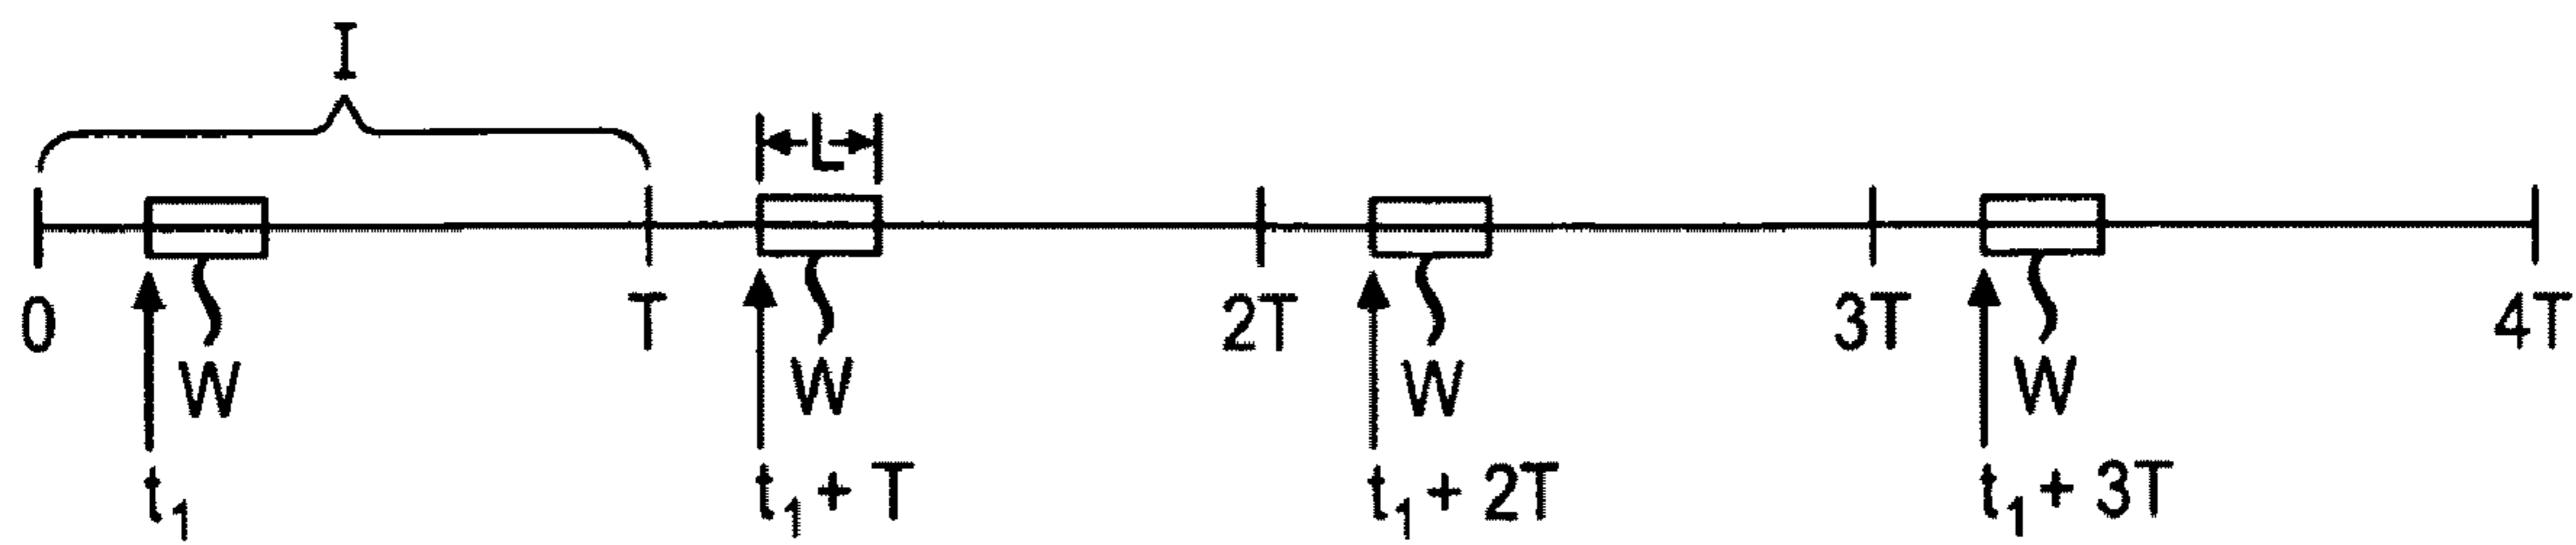 I
L
0 T 2T 3T 4T
W W W W
t₁ t₁ + T t₁ + 2T t₁ + 3T